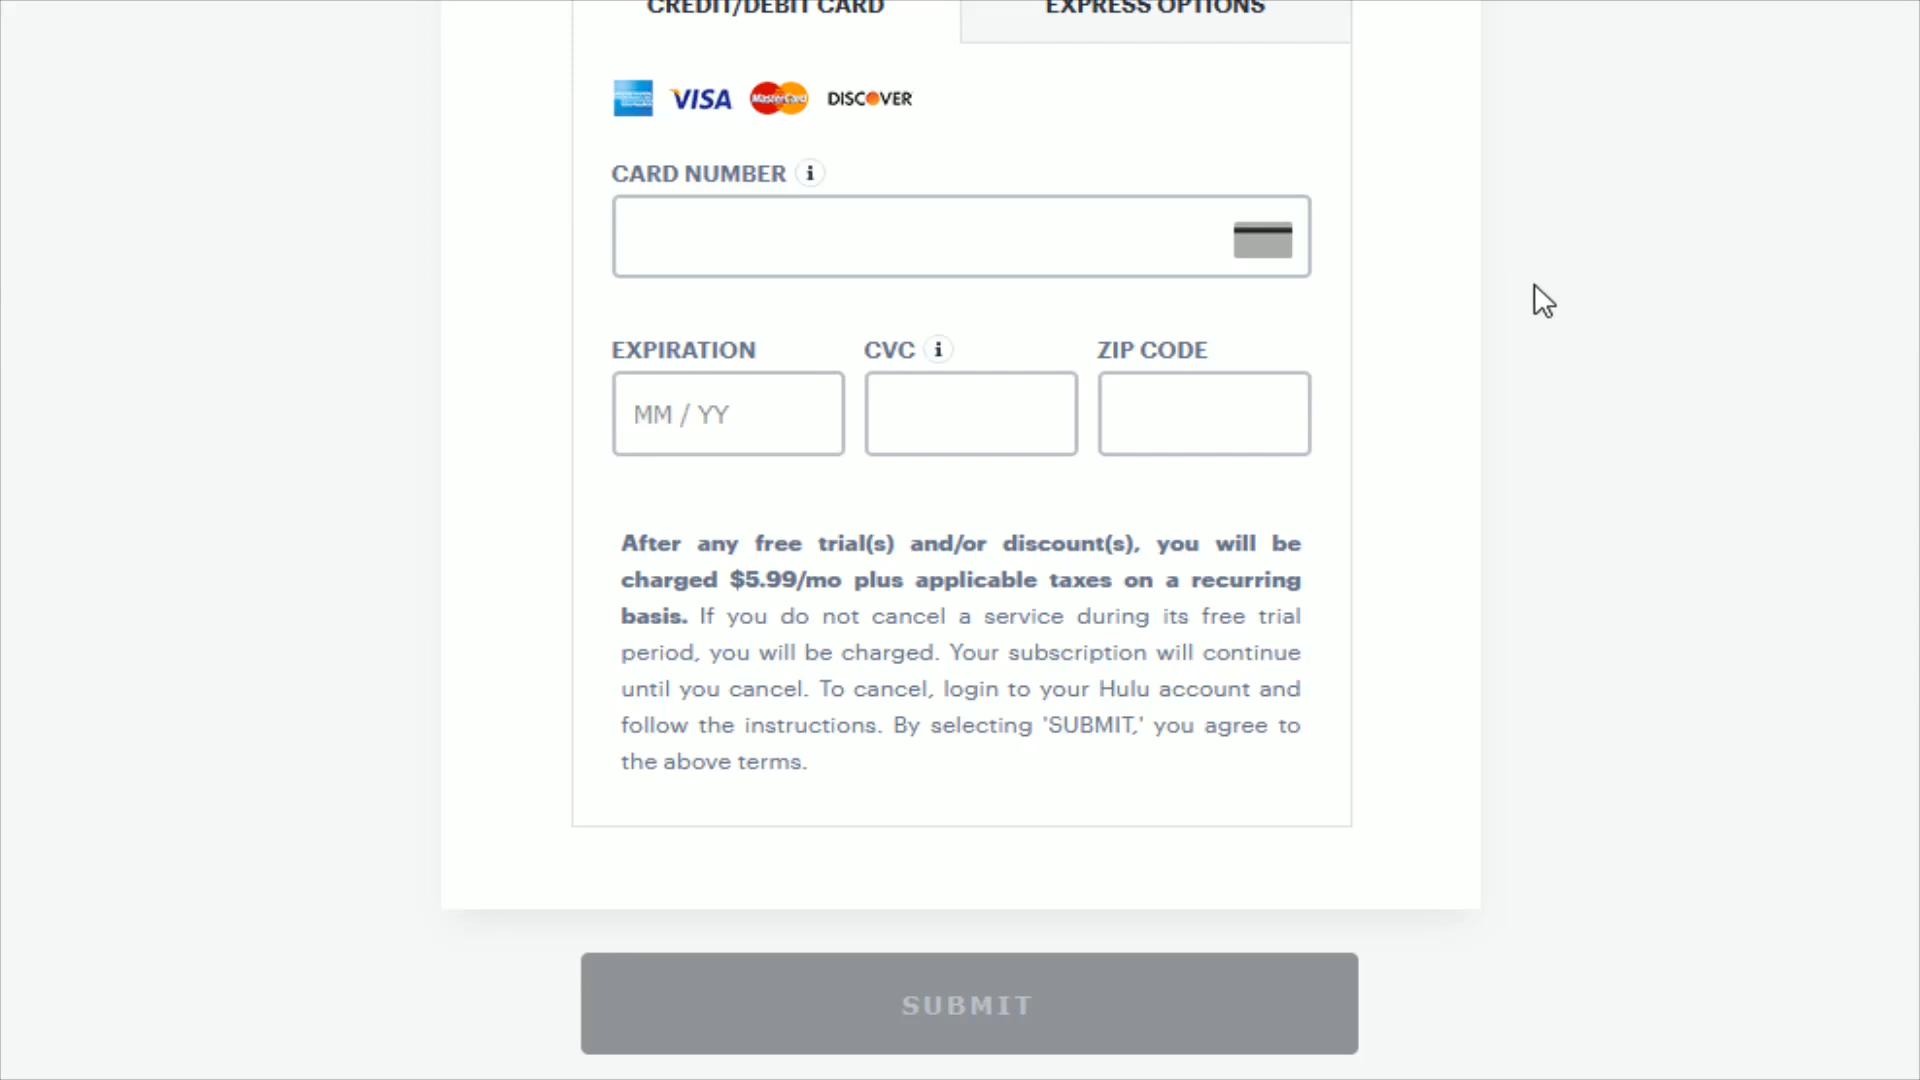 CREDIT/DEBIT CARD EXPRESS OPTIONS
VISA MasterCard DISCOVER
CARD NUMBER i
EXPIRATION CVC i ZIP CODE
MM / YY
After any free trial(s) and/or discount(s), you will be
charged $5.99/mo plus applicable taxes on a recurring
basis. If you do not cancel a service during its free trial
period, you will be charged. Your subscription will continue
until you cancel. To cancel, login to your Hulu account and
follow the instructions. By selecting 'SUBMIT,' you agree to
the above terms.
SUBMIT